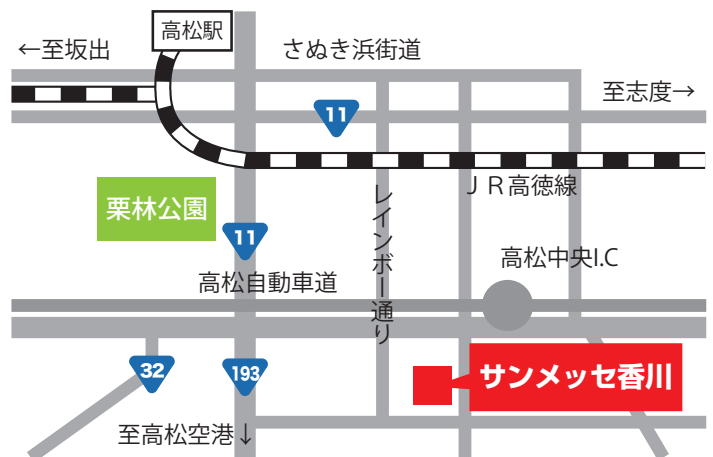 高松駅
←至坂出
さぬき浜街道
至志度→
11
ＪＲ高徳線
栗林公園
レインボー通り
11
高松中央I.C
高松自動車道
32
193
サンメッセ香川
至高松空港↓